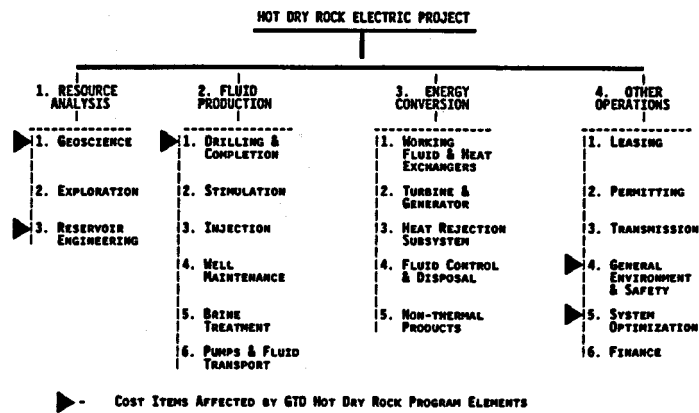 HOT DRY ROCK ELECTRIC PROJECT
1. RESOURCE
ANALYSIS
1. GEOSCIENCE
2. EXPLORATION
3. RESERVOIR
ENGINEERING
2. FLUID
PRODUCTION
1. DRILLING &
COMPLETION
2. STIMULATION
3. INJECTION
4. WELL
MAINTENANCE
5. BRINE
TREATMENT
6. PUMPS & FLUID
TRANSPORT
3. ENERGY
CONVERSION
1. WORKING
FLUID & HEAT
EXCHANGERS
2. TURBINE &
GENERATOR
3. HEAT REJECTION
SUBSYSTEM
4. FLUID CONTROL
& DISPOSAL
5. NON-THERMAL
PRODUCTS
4. OTHER
OPERATIONS
1. LEASING
2. PERMITTING
3. TRANSMISSION
4. GENERAL
ENVIRONMENT
& SAFETY
5. SYSTEM
OPTIMIZATION
6. FINANCE
- COST ITEMS AFFECTED BY GTD HOT DRY ROCK PROGRAM ELEMENTS